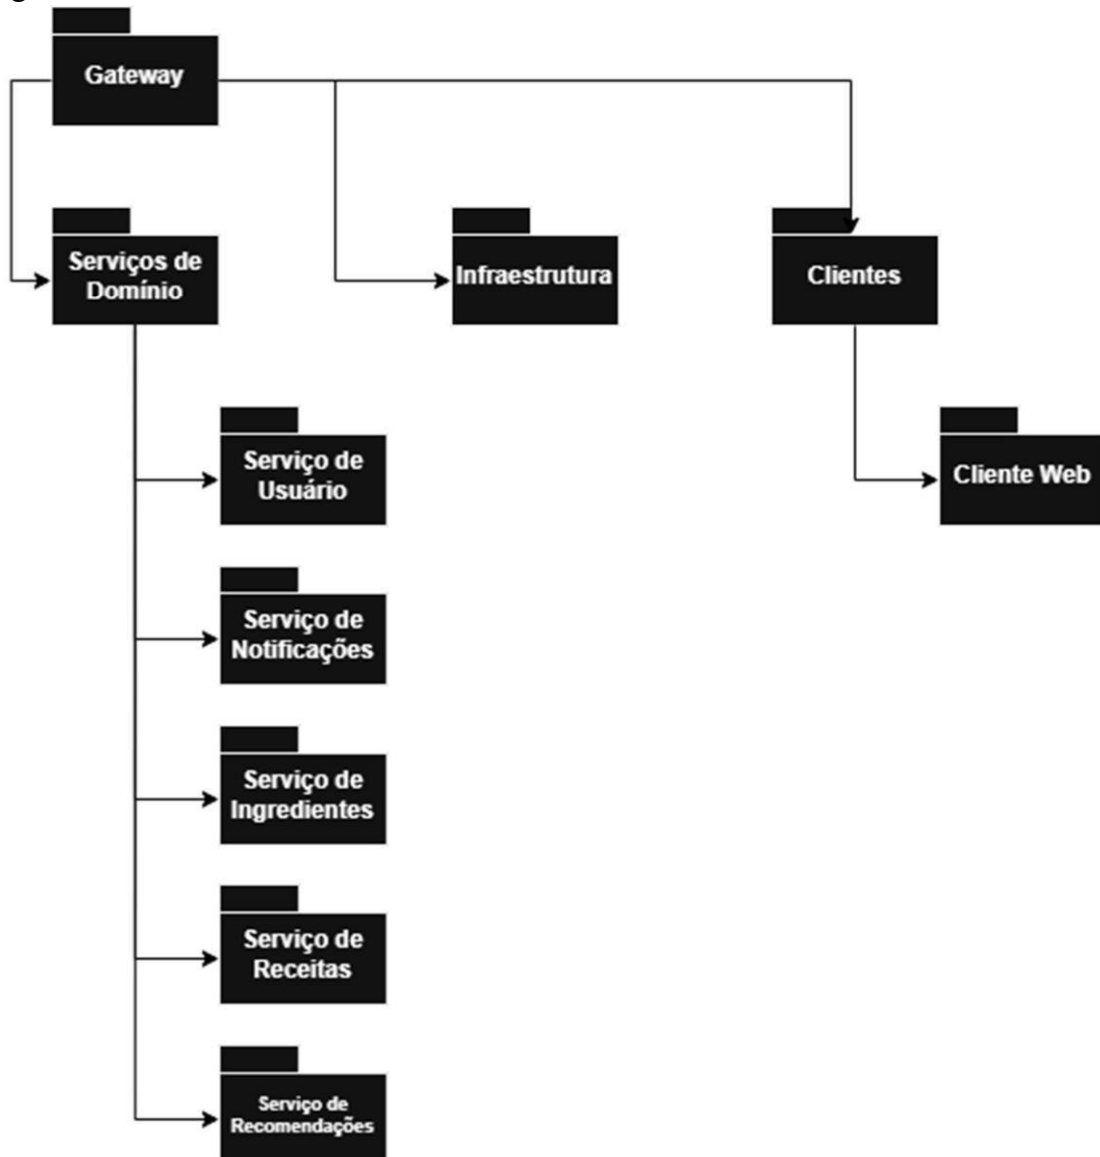 Gateway
Serviços de
Domínio
Infraestrutura
Clientes
Serviço de
Usuário
Cliente Web
Serviço de
Notificações
Serviço de
Ingredientes
Serviço de
Receitas
Serviço de
Recomendações